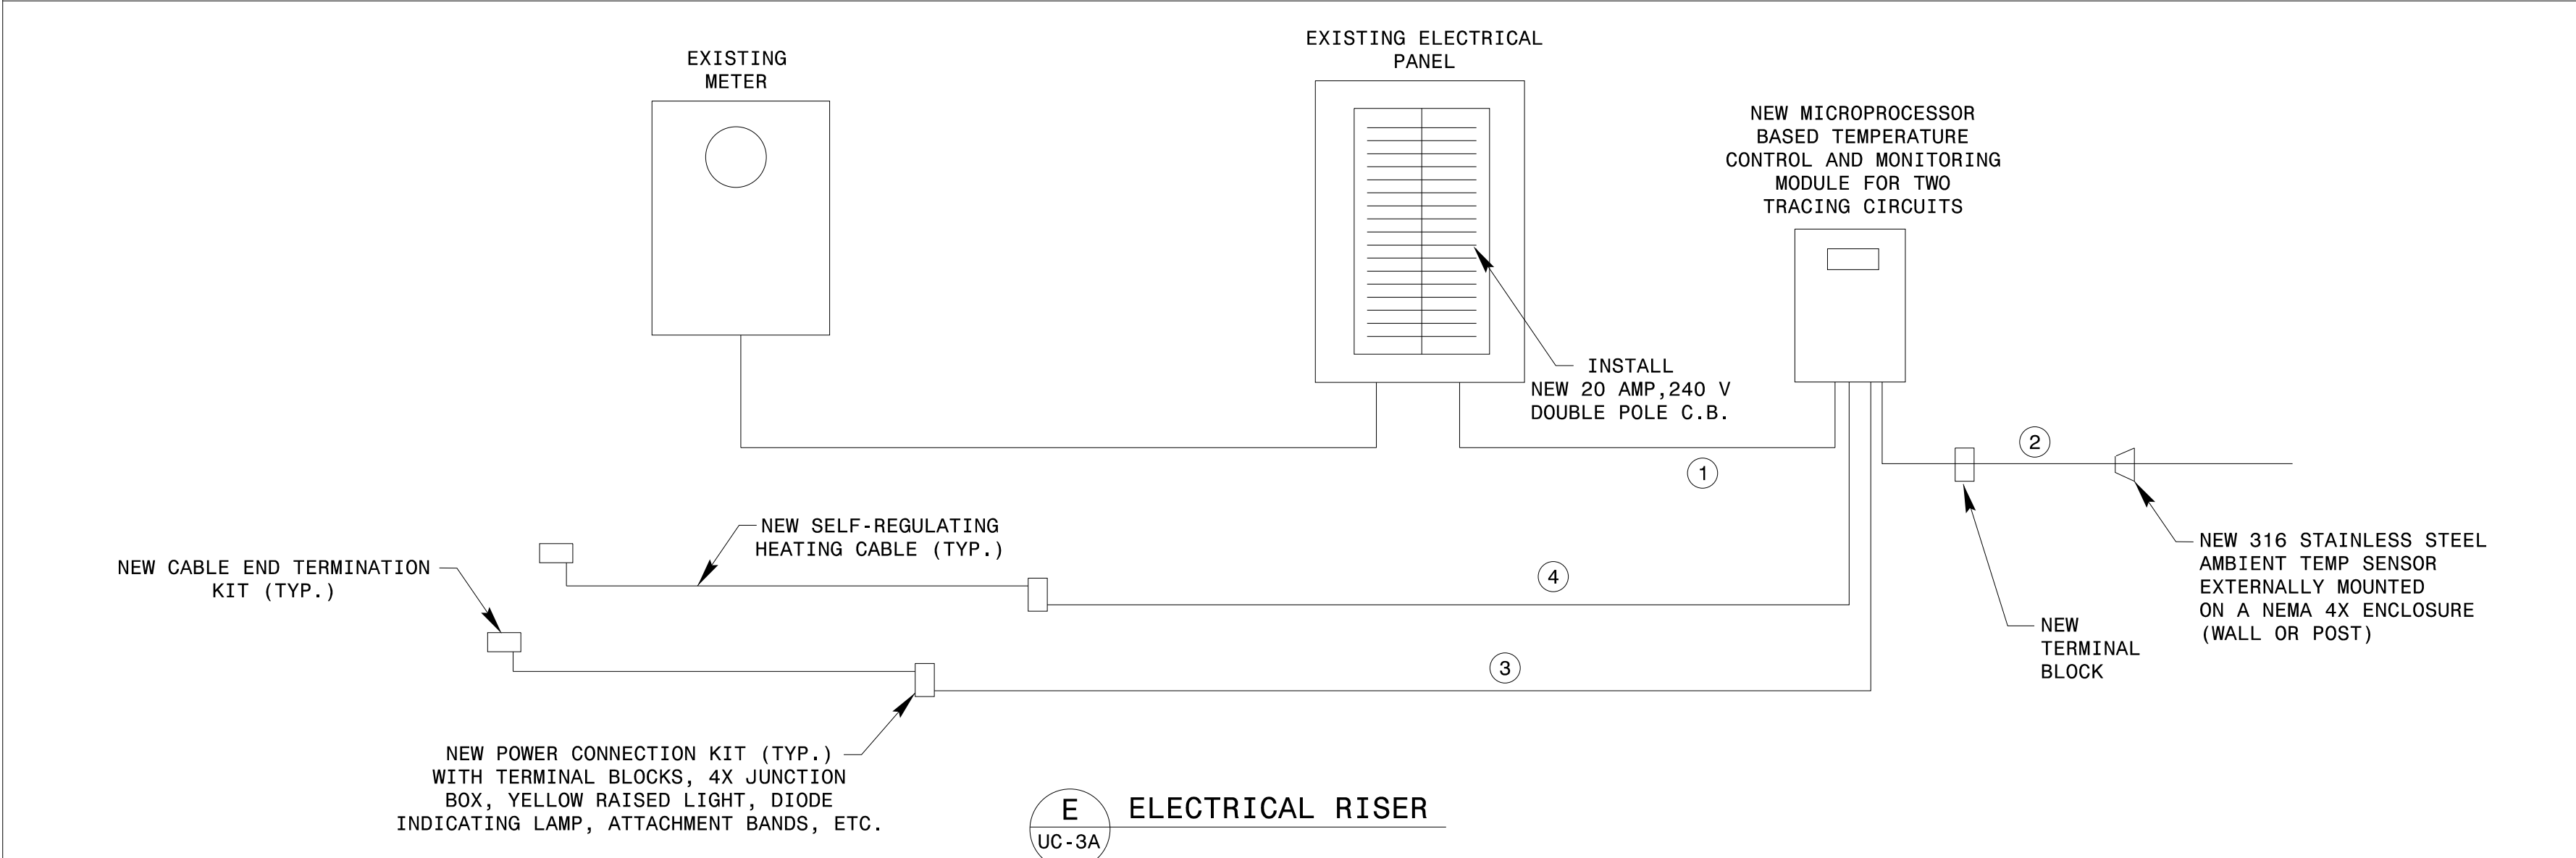 EXISTING
METER
EXISTING ELECTRICAL
PANEL
NEW MICROPROCESSOR
BASED TEMPERATURE
CONTROL AND MONITORING
MODULE FOR TWO
TRACING CIRCUITS
INSTALL
NEW 20 AMP,240 V
DOUBLE POLE C.B.
1
2
NEW SELF-REGULATING
HEATING CABLE (TYP.)
NEW CABLE END TERMINATION
KIT (TYP.)
4
3
NEW 316 STAINLESS STEEL
AMBIENT TEMP SENSOR
EXTERNALLY MOUNTED
ON A NEMA 4X ENCLOSURE
(WALL OR POST)
NEW
TERMINAL
BLOCK
NEW POWER CONNECTION KIT (TYP.)
WITH TERMINAL BLOCKS, 4X JUNCTION
BOX, YELLOW RAISED LIGHT, DIODE
INDICATING LAMP, ATTACHMENT BANDS, ETC.
E
UC-3A
ELECTRICAL RISER